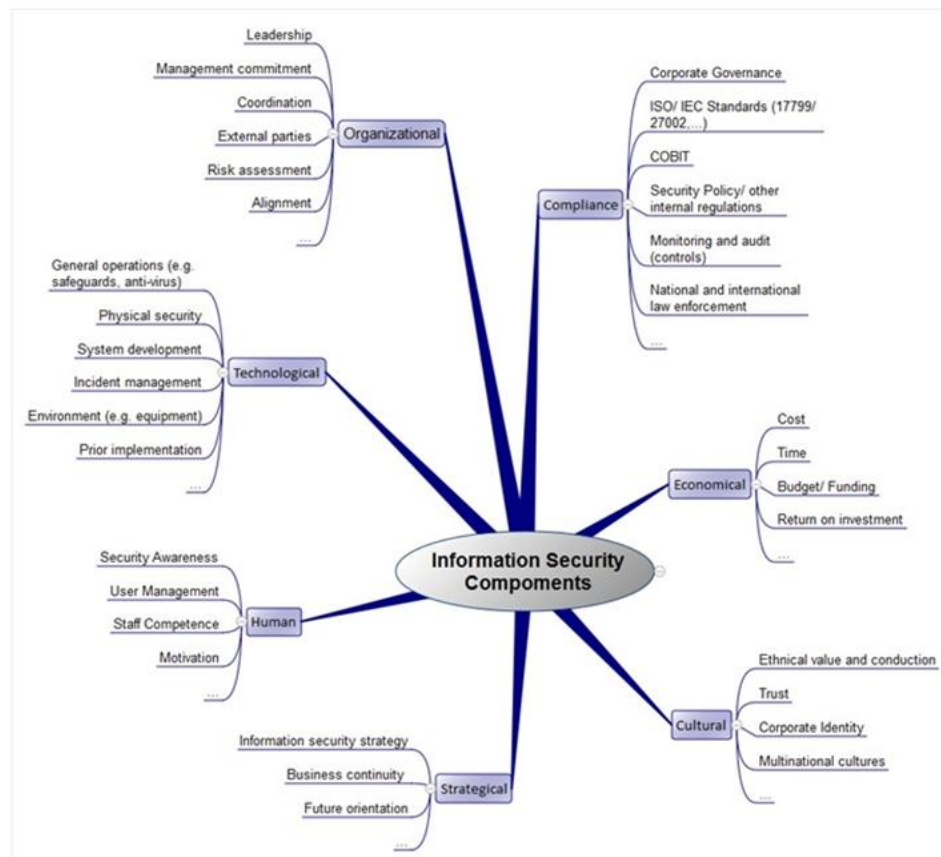 Leadership
Management commitment
Coordination
External parties
Risk assessment
Alignment
...
Organizational
Corporate Governance
ISO/ IEC Standards (17799/
27002,...)
COBIT
Security Policy/ other
internal regulations
Monitoring and audit
(controls)
National and international
law enforcement
...
Compliance
General operations (e.g.
safeguards, anti-virus)
Physical security
System development
Incident management
Environment (e.g. equipment)
Prior implementation
...
Technological
Cost
Time
Budget/ Funding
Return on investment
...
Economical
Information Security
Compoments
Security Awareness
User Management
Staff Competence
Motivation
...
Human
Ethnical value and conduction
Trust
Corporate Identity
Multinational cultures
...
Cultural
Information security strategy
Business continuity
Future orientation
...
Strategical